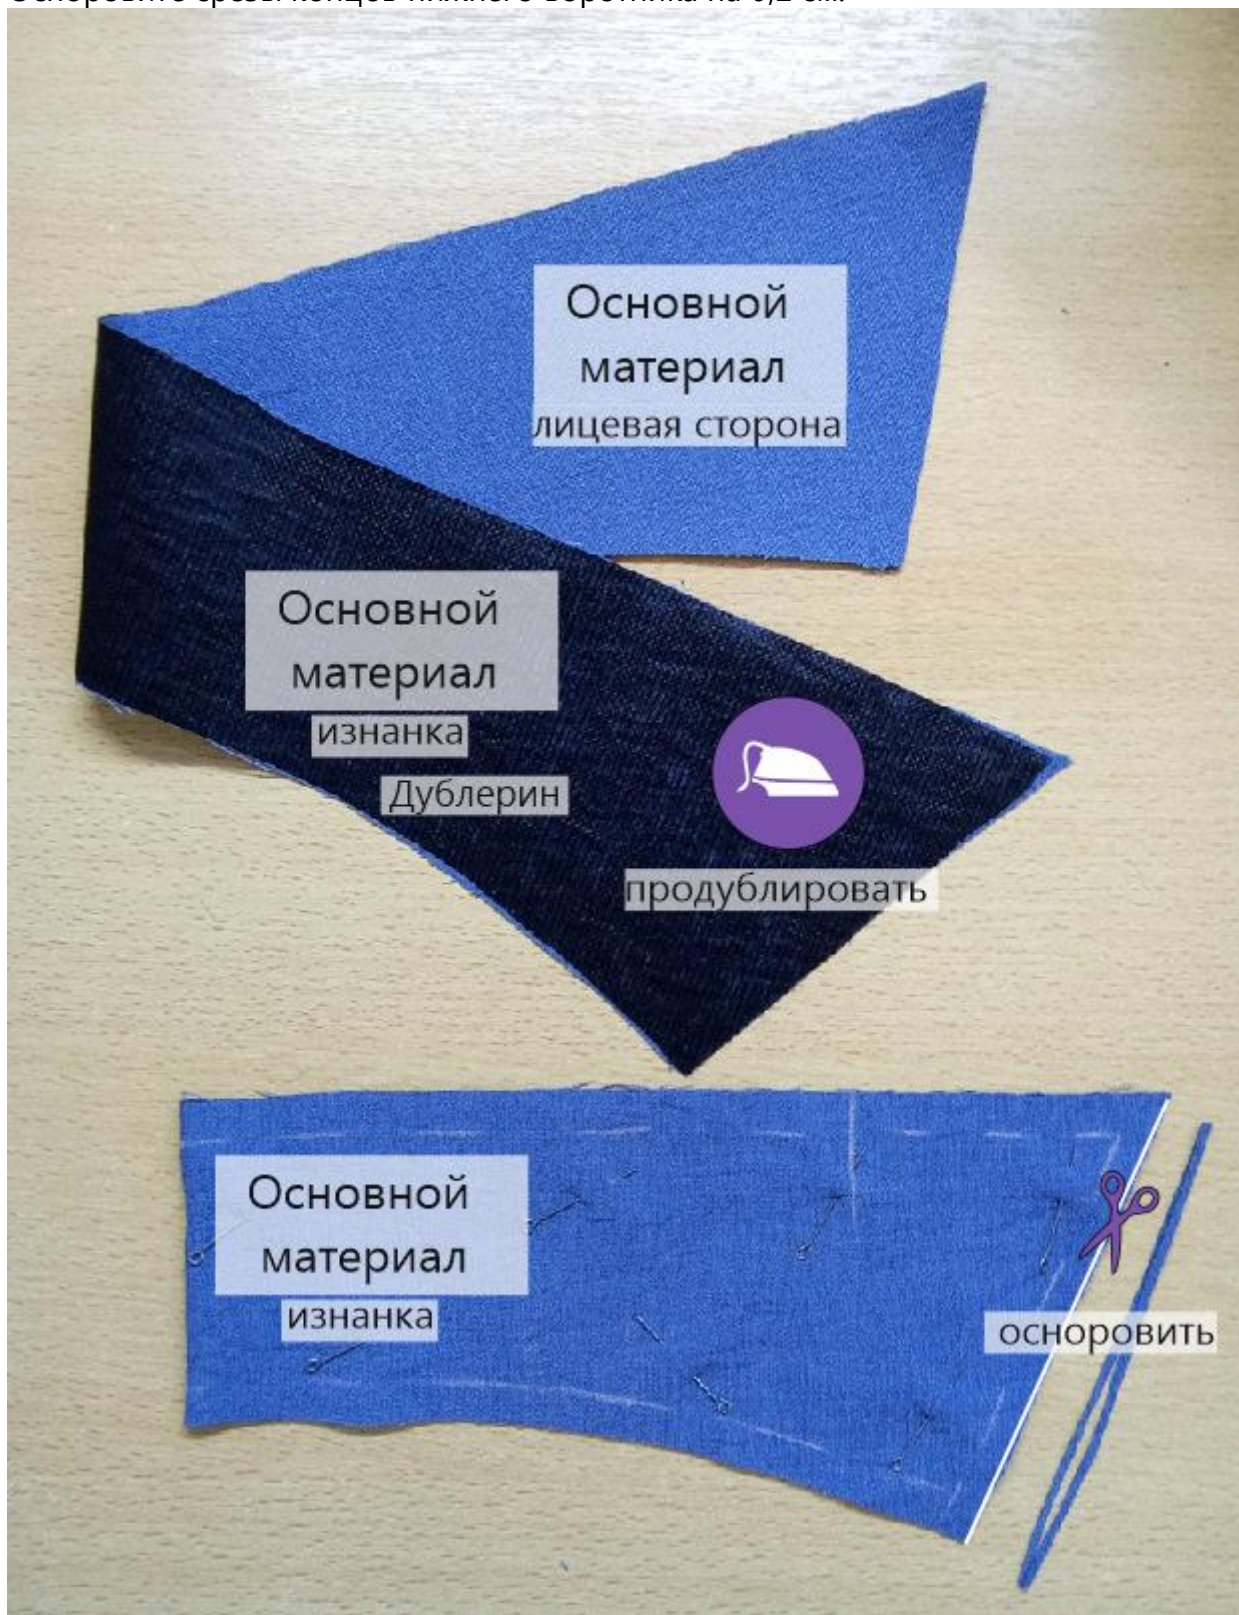 Основной
материал
лицевая сторона
Основной
материал
изнанка
Дублерин
продублировать
Основной
материал
изнанка
осноровить